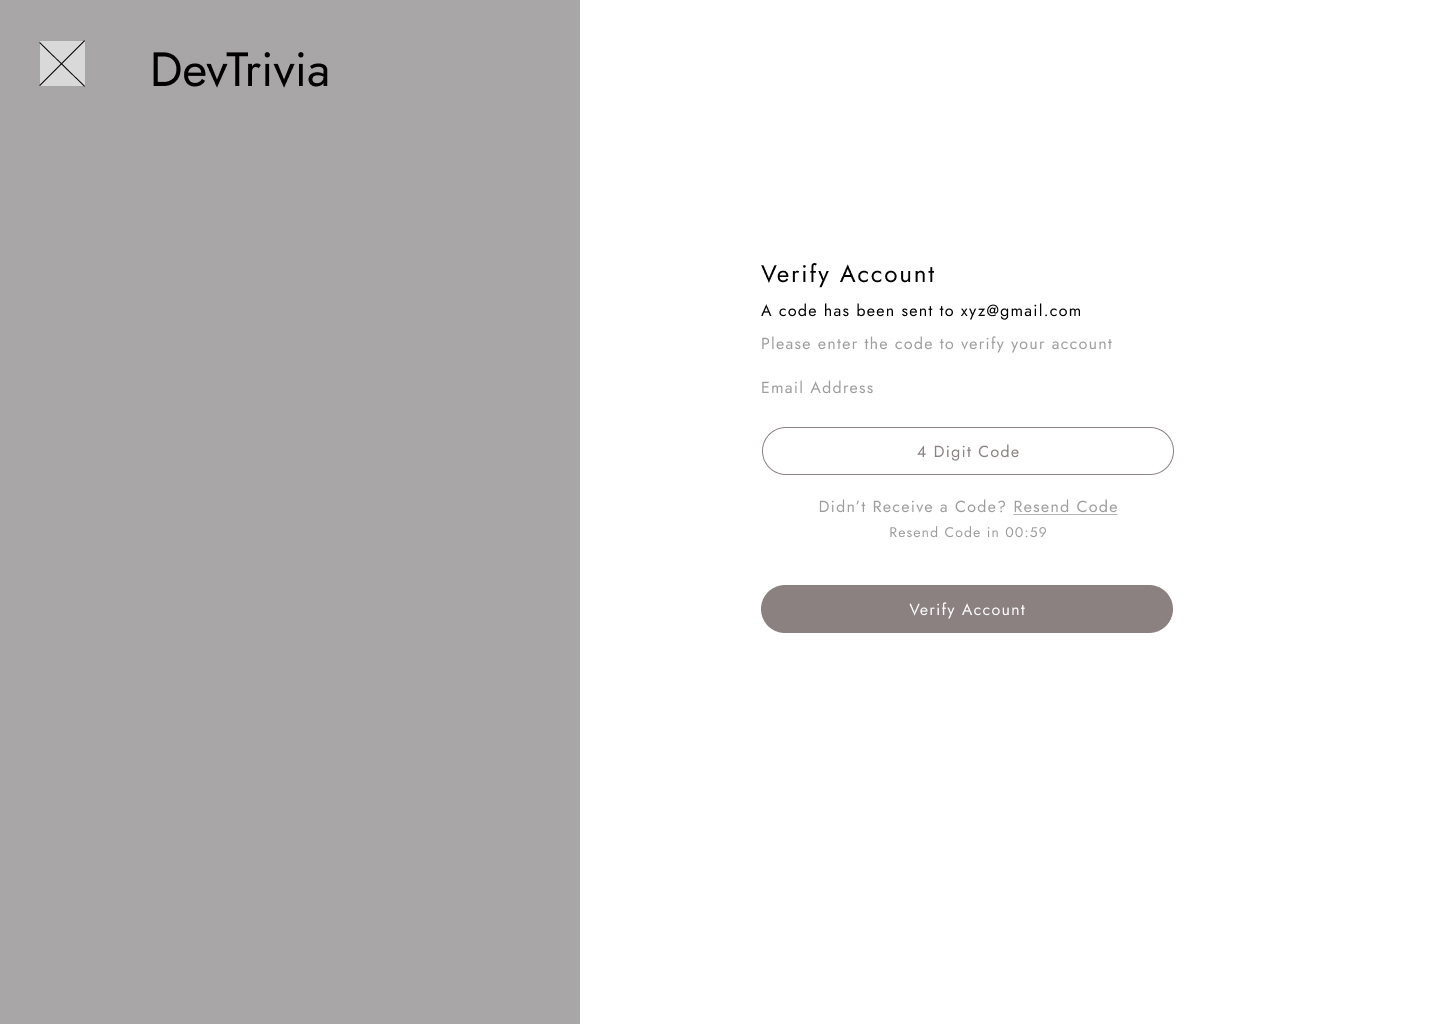 DevTrivia
Verify Account
A code has been sent to xyz@gmail.com
Please enter the code to verify your account
Email Address
4 Digit Code
Didn’t Receive a Code? Resend Code
Resend Code in 00:59
Verify Account